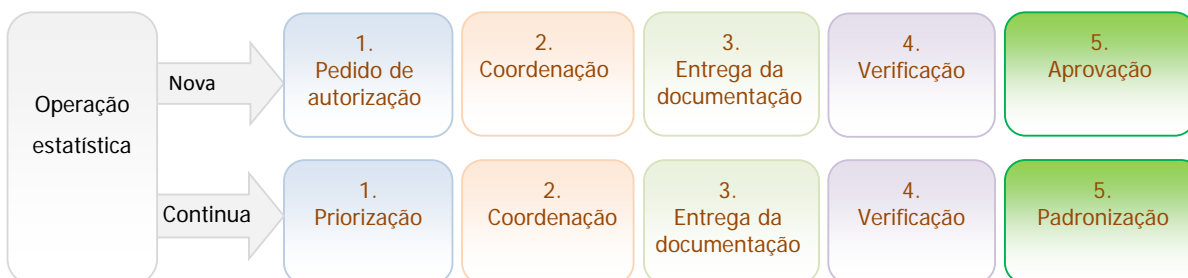 Operação
estatística
Nova
1.
Pedido de
autorização
2.
Coordenação
3.
Entrega da
documentação
4.
Verificação
5.
Aprovação
Continua
1.
Priorização
2.
Coordenação
3.
Entrega da
documentação
4.
Verificação
5.
Padronização